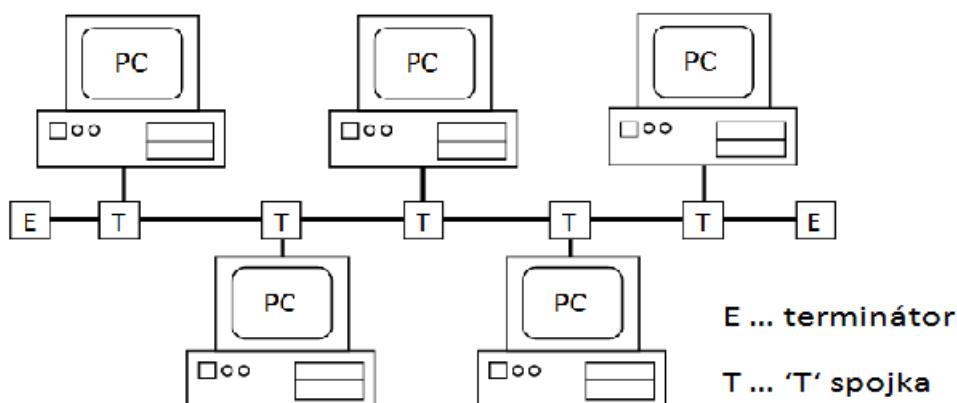 PC PC PC
E T T T T T E
PC PC
E ... terminátor
T ... ‘T‘ spojka